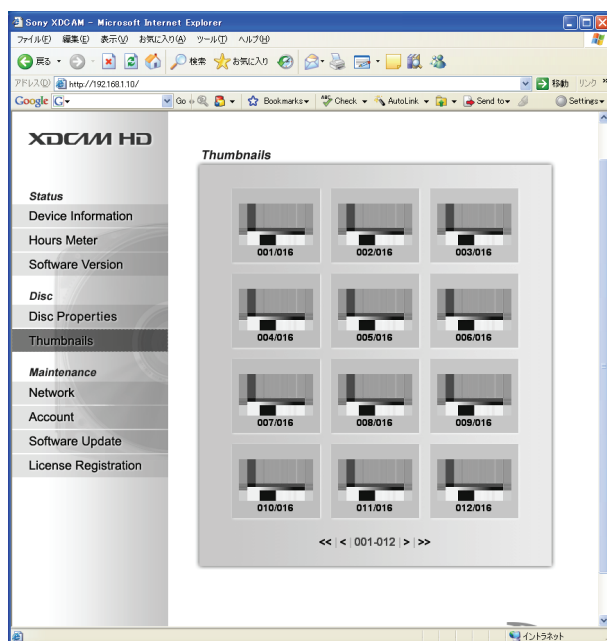 Sony XDCAM - Microsoft Internet Explorer
ファイル(F) 編集(E) 表示(V) お気に入り(A) ツール(T) ヘルプ(H)
戻る 検索 お気に入り
アドレス(D) http://192.168.1.10/ 移動 リンク »
Google G Go Bookmarks Check AutoLink Send to Settings
XDCAM HD
Thumbnails
Status
Device Information
Hours Meter
Software Version
Disc
Disc Properties
Thumbnails
Maintenance
Network
Account
Software Update
License Registration
001/016 002/016 003/016
004/016 005/016 006/016
007/016 008/016 009/016
010/016 011/016 012/016
<< | < | 001-012 | > | >>
イントラネット